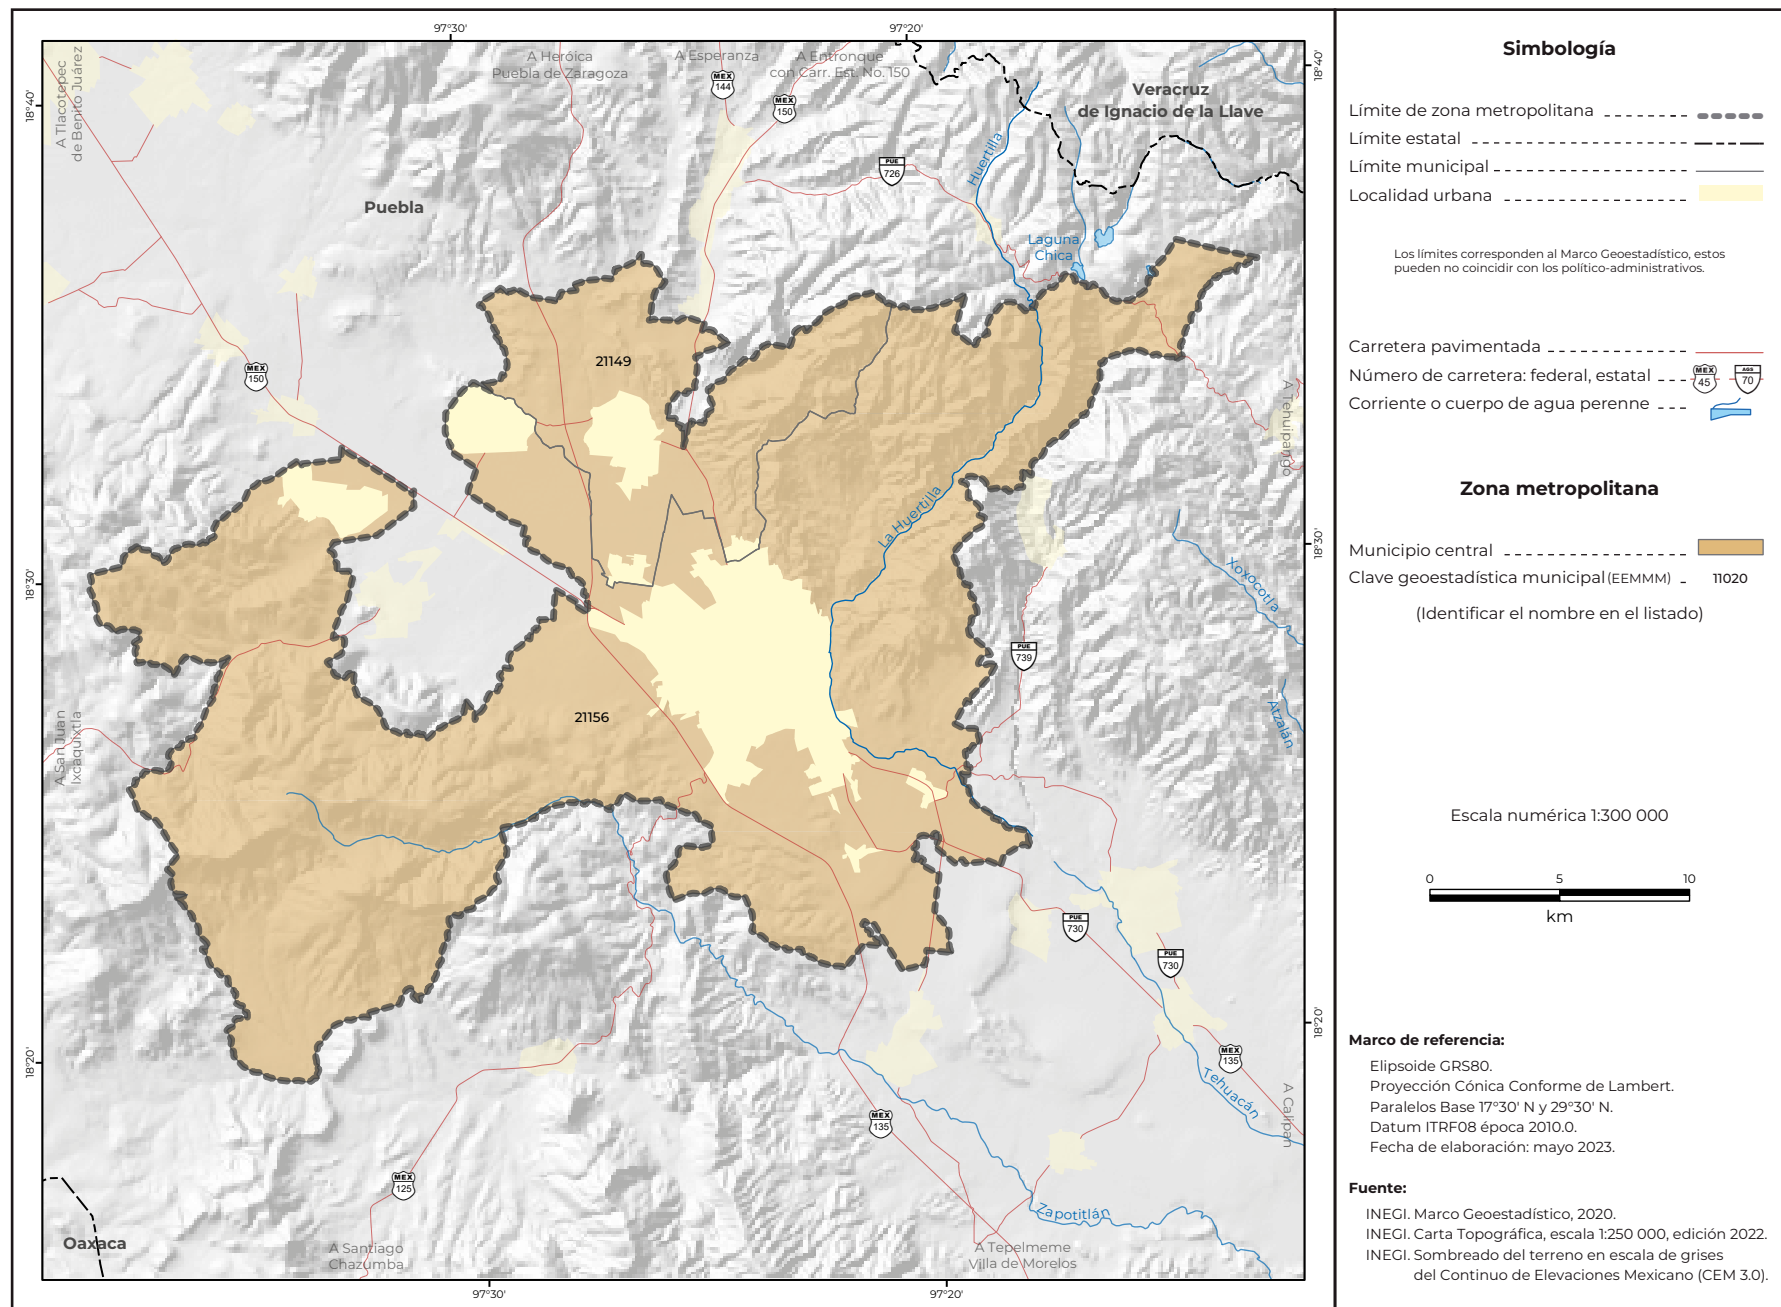 97°30'
97°20'
A Tlacotepec
de Benito Juárez
A Heróica
Puebla de Zaragoza
A Esperanza
A Entronque
con Carr. Est. No. 150
MEX
144
MEX
150
Veracruz
de Ignacio de la Llave
18°40'
18°40'
PUE
726
Huertilla
Puebla
Laguna
Chica
21149
MEX
150
A Tehuipango
La Huertilla
18°30'
18°30'
Xoxocotla
PUE
739
Atzalán
21156
A San Juan
Ixcaquixtla
PUE
730
PUE
730
18°20'
18°20'
MEX
135
Tehuacán
A Calipan
MEX
135
MEX
125
Zapotitlán
Oaxaca
A Santiago
Chazumba
A Tepelmeme
Villa de Morelos
97°30'
97°20'
Simbología
Límite de zona metropolitana
Límite estatal
Límite municipal
Localidad urbana
Los límites corresponden al Marco Geoestadístico, estos
pueden no coincidir con los político-administrativos.
Carretera pavimentada
Número de carretera: federal, estatal
MEX
45
AGS
70
Corriente o cuerpo de agua perenne
Zona metropolitana
Municipio central
Clave geoestadística municipal (EEMMM) 11020
(Identificar el nombre en el listado)
Escala numérica 1:300 000
0 5 10
km
Marco de referencia:
Elipsoide GRS80.
Proyección Cónica Conforme de Lambert.
Paralelos Base 17°30' N y 29°30' N.
Datum ITRF08 época 2010.0.
Fecha de elaboración: mayo 2023.
Fuente:
INEGI. Marco Geoestadístico, 2020.
INEGI. Carta Topográfica, escala 1:250 000, edición 2022.
INEGI. Sombreado del terreno en escala de grises
del Continuo de Elevaciones Mexicano (CEM 3.0).